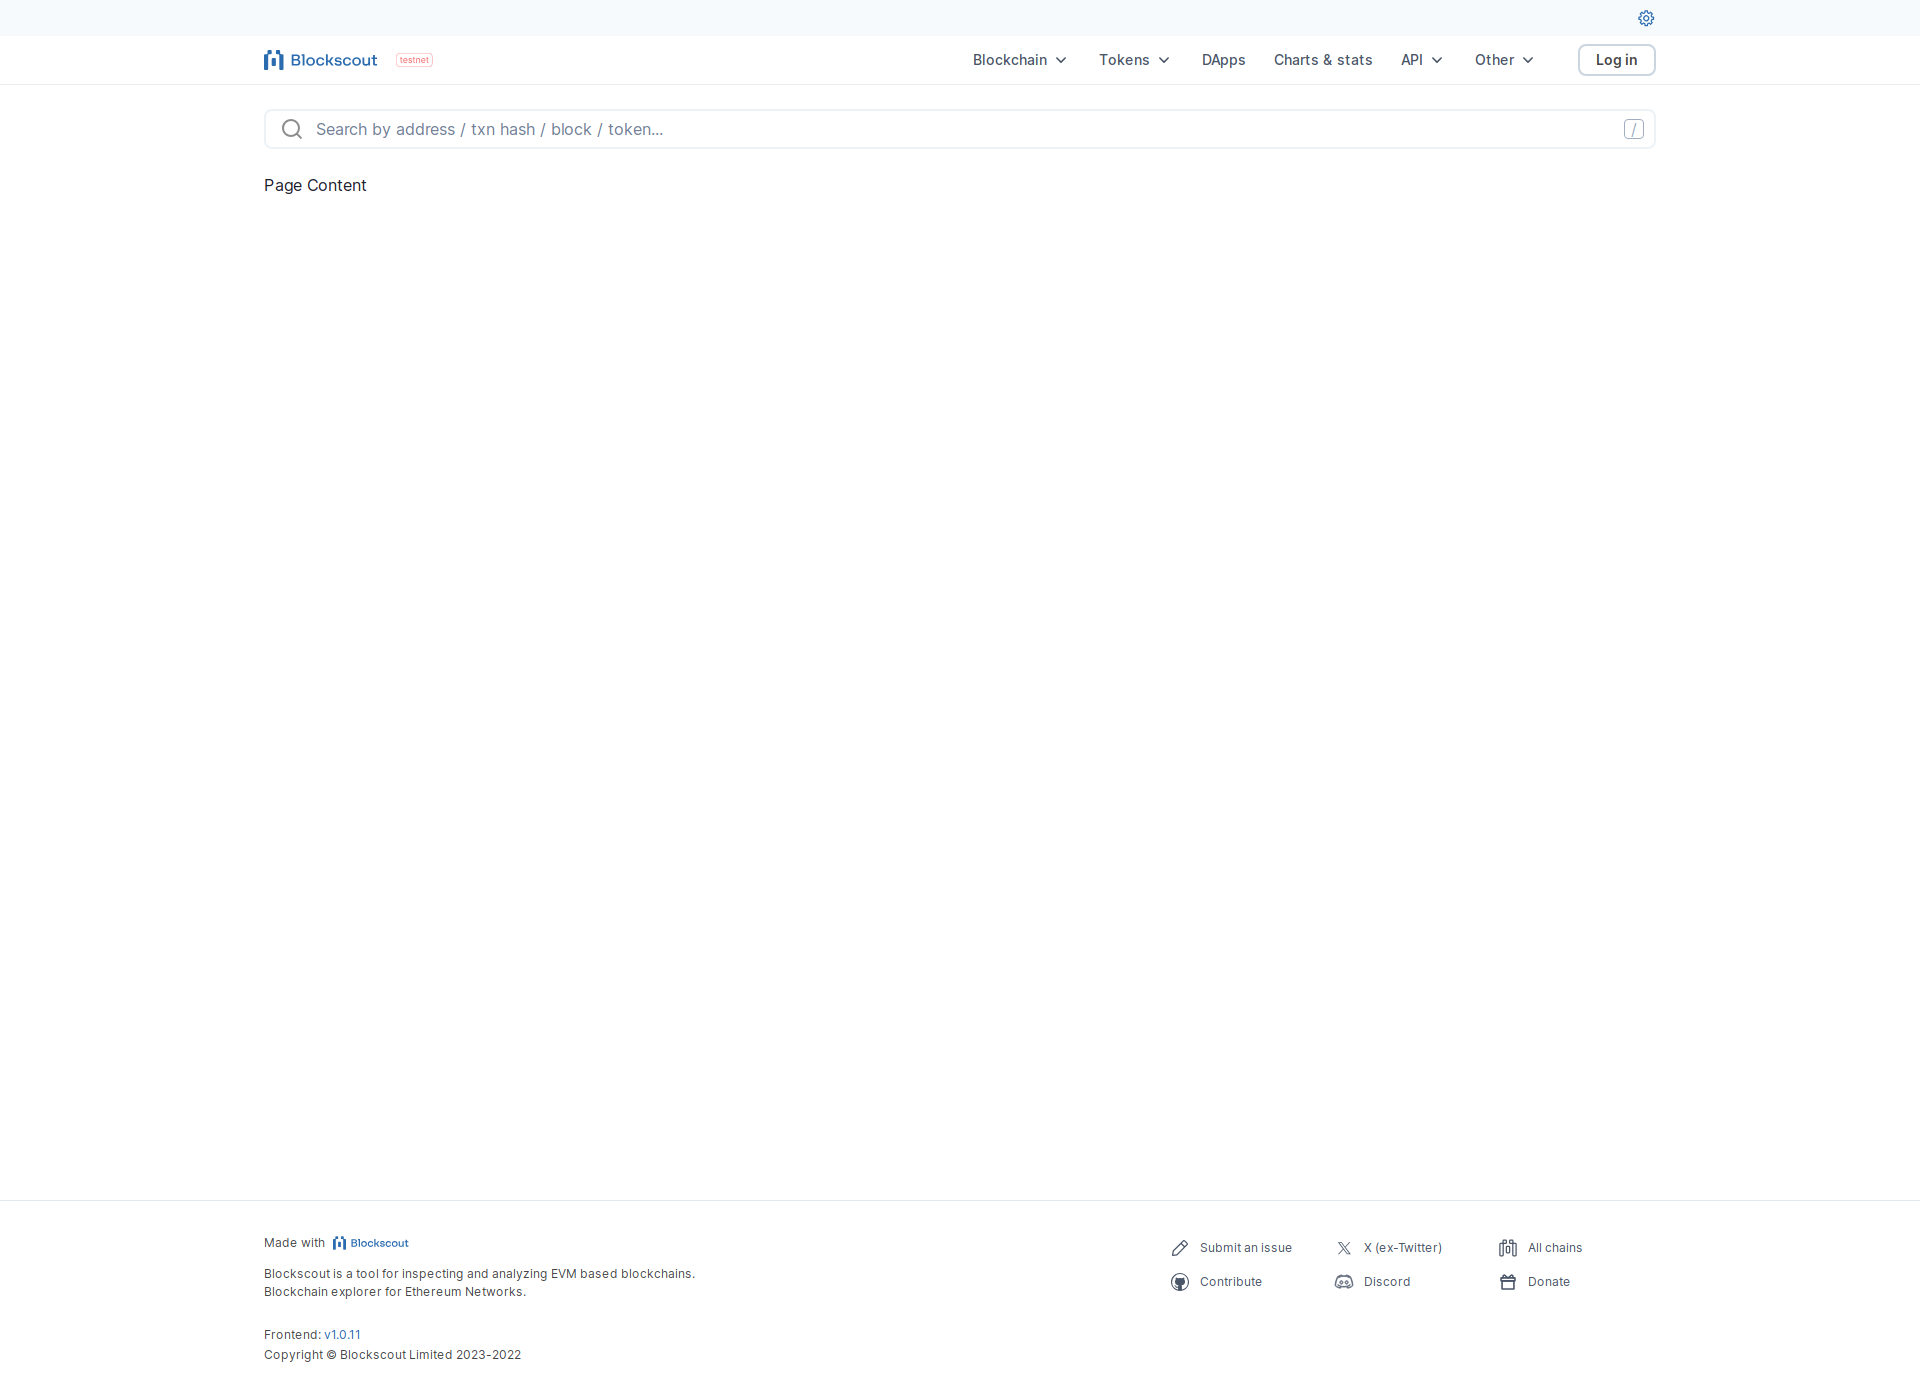 Blockscout testnet Blockchain Tokens DApps Charts & stats API Other Log in
Search by address / txn hash / block / token... /
Page Content
Made with Blockscout
Blockscout is a tool for inspecting and analyzing EVM based blockchains.
Blockchain explorer for Ethereum Networks.
Frontend: v1.0.11
Copyright © Blockscout Limited 2023-2022
Submit an issue X (ex-Twitter) All chains
Contribute Discord Donate